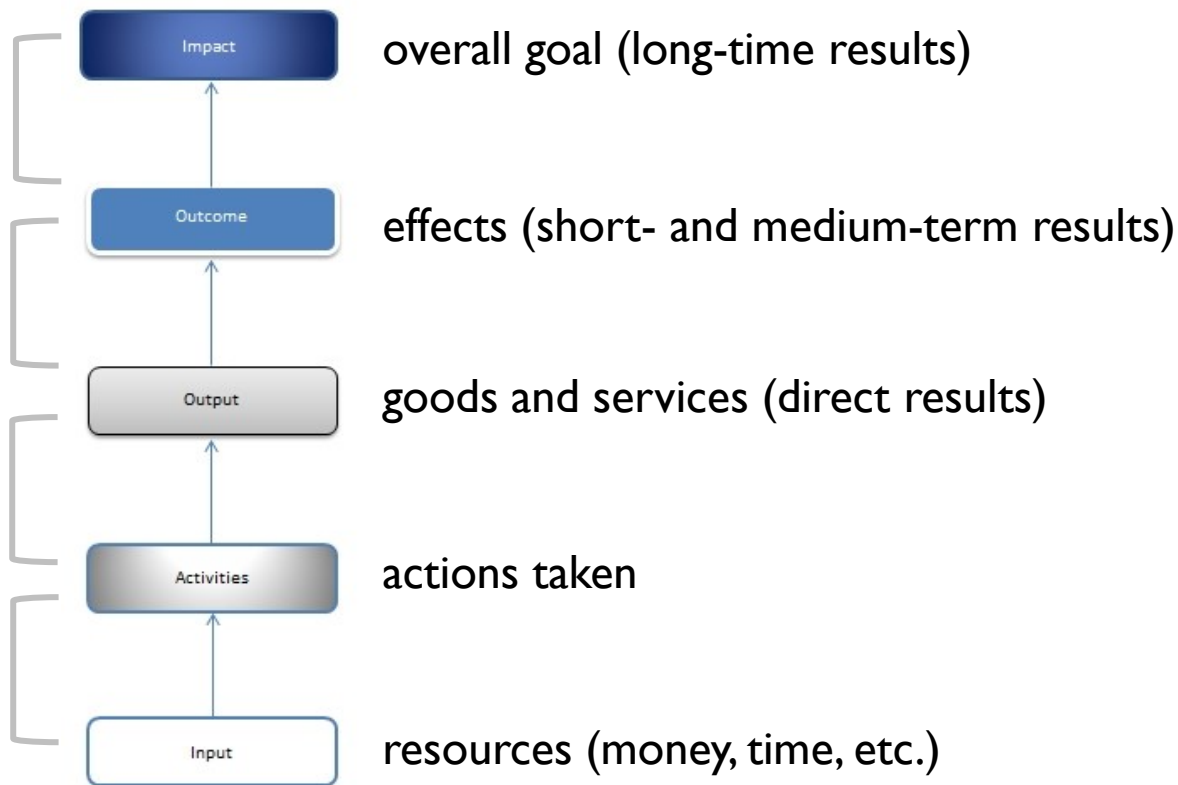 Impact
overall goal (long-time results)
Outcome
effects (short- and medium-term results)
Output
goods and services (direct results)
Activities
actions taken
Input
resources (money, time, etc.)